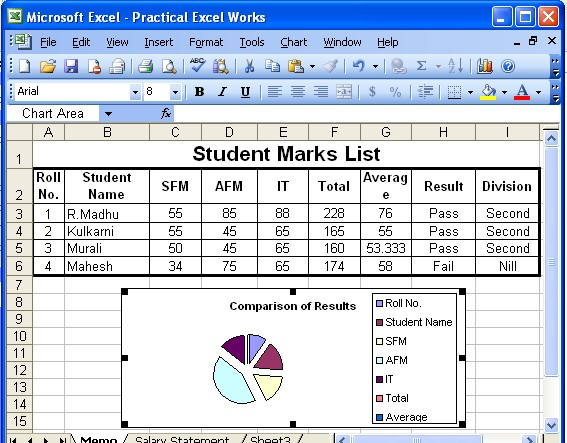 Microsoft Excel - Practical Excel Works
File Edit View Insert Format Tools Chart Window Help
Arial 8 B I U $ % A
Chart Area fx
A B C D E F G H I
1 Student Marks List
2 Roll No. Student Name SFM AFM IT Total Averag e Result Division
3 1 R.Madhu 55 85 88 228 76 Pass Second
4 2 Kulkarni 55 45 65 165 55 Pass Second
5 3 Murali 50 45 65 160 53.333 Pass Second
6 4 Mahesh 34 75 65 174 58 Fail Nill
7
8 Comparison of Results Roll No.
9 Student Name
10 SFM
11 AFM
12 IT
13
14 Total
15 Average
Memo Salary Statement Sheet3